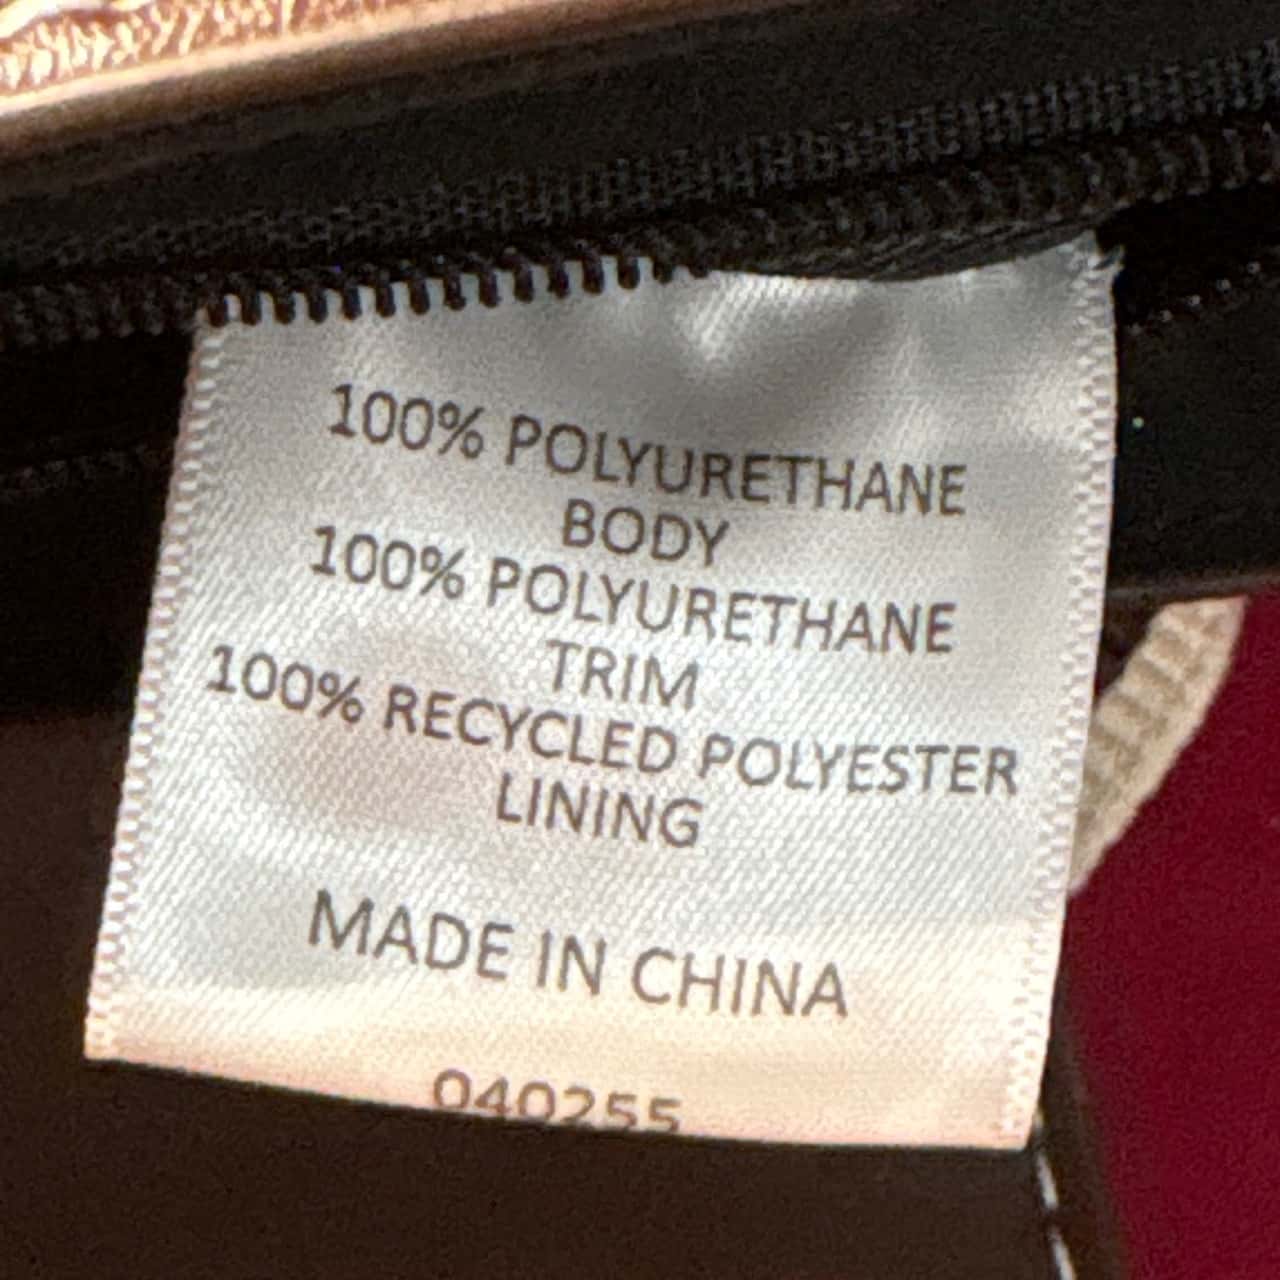 100% POLYURETHANE
BODY
100% POLYURETHANE
TRIM
100% RECYCLED POLYESTER
LINING
MADE IN CHINA
040255